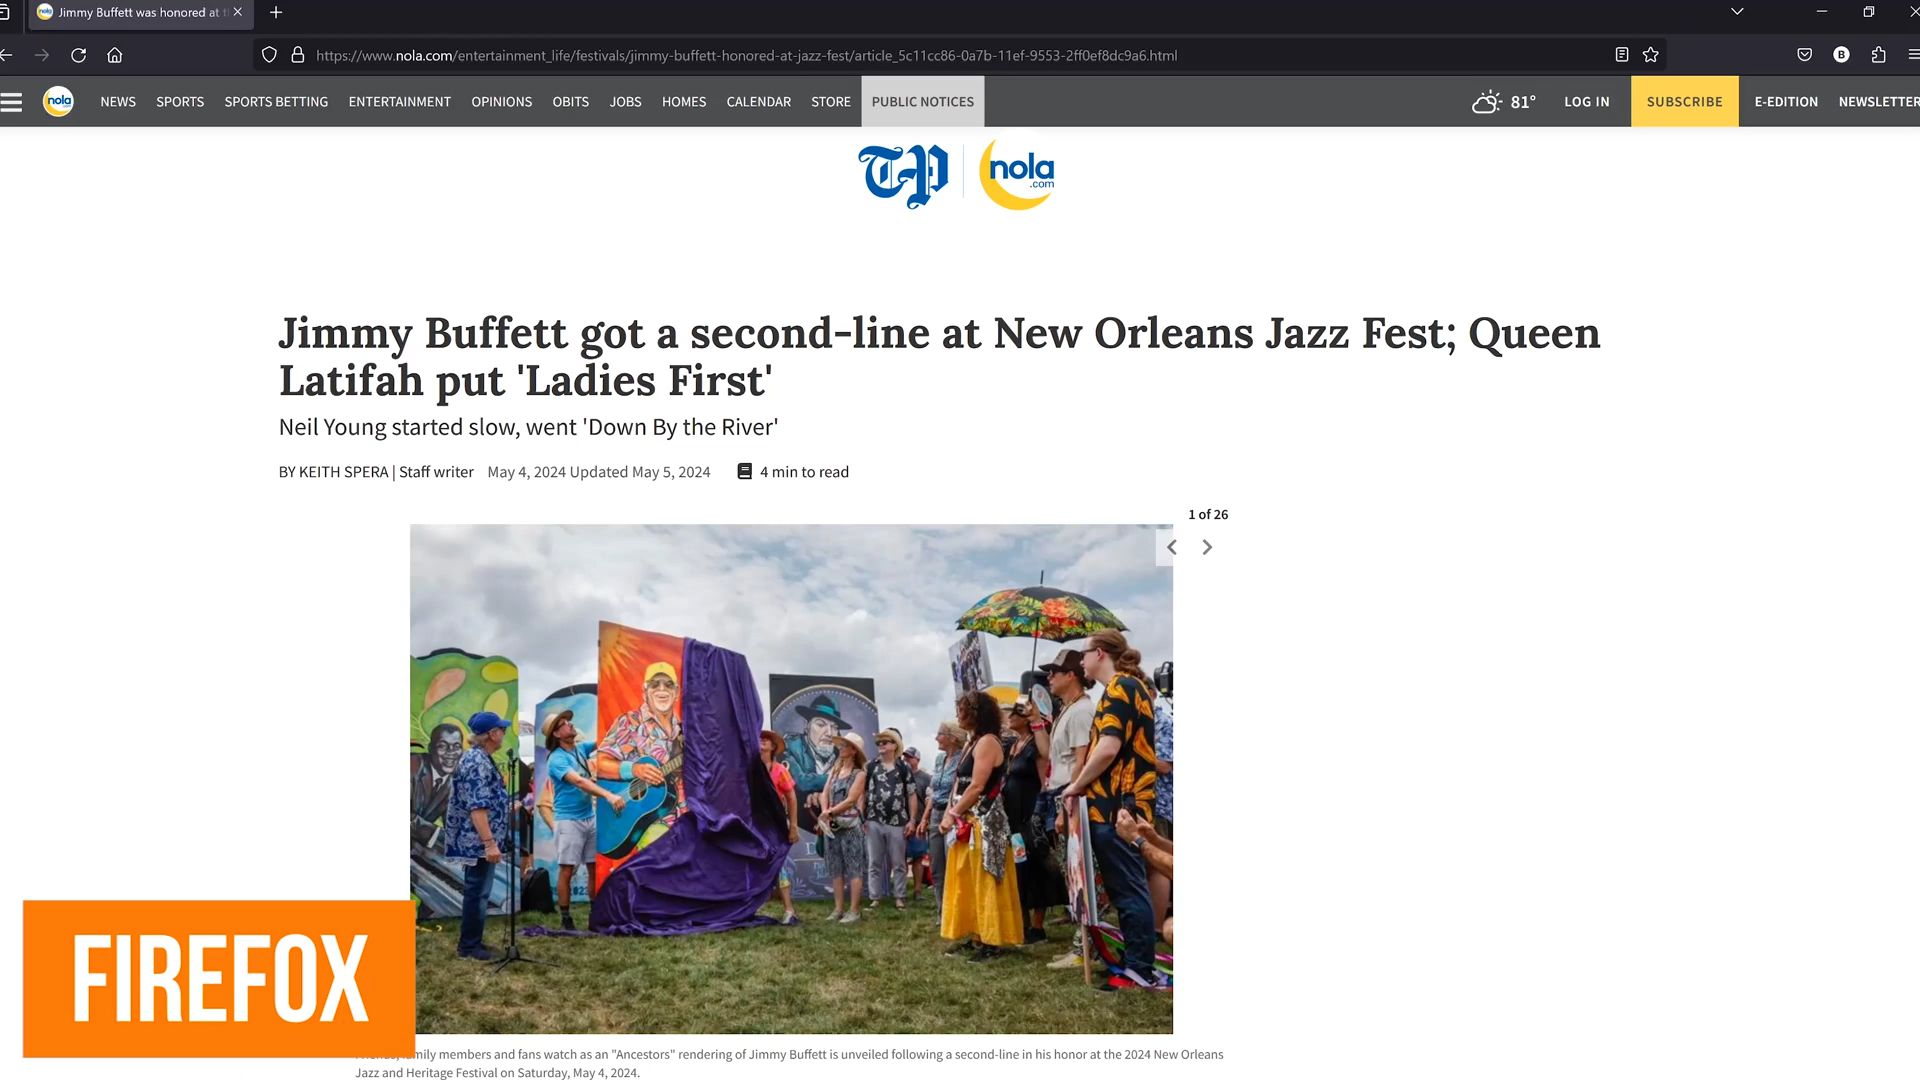 Jimmy Buffett was honored at t
https://www.nola.com/entertainment_life/festivals/jimmy-buffett-honored-at-jazz-fest/article_5c11cc86-0a7b-11ef-9553-2ff0ef8dc9a6.html
B
nola
NEWS SPORTS SPORTS BETTING ENTERTAINMENT OPINIONS OBITS JOBS HOMES CALENDAR STORE PUBLIC NOTICES 81° LOG IN SUBSCRIBE E-EDITION NEWSLETTER
TP nola
.com
Jimmy Buffett got a second-line at New Orleans Jazz Fest; Queen
Latifah put 'Ladies First'
Neil Young started slow, went 'Down By the River'
BY KEITH SPERA | Staff writer May 4, 2024 Updated May 5, 2024 4 min to read
1 of 26
FIREFOX
family members and fans watch as an "Ancestors" rendering of Jimmy Buffett is unveiled following a second-line in his honor at the 2024 New Orleans
Jazz and Heritage Festival on Saturday, May 4, 2024.